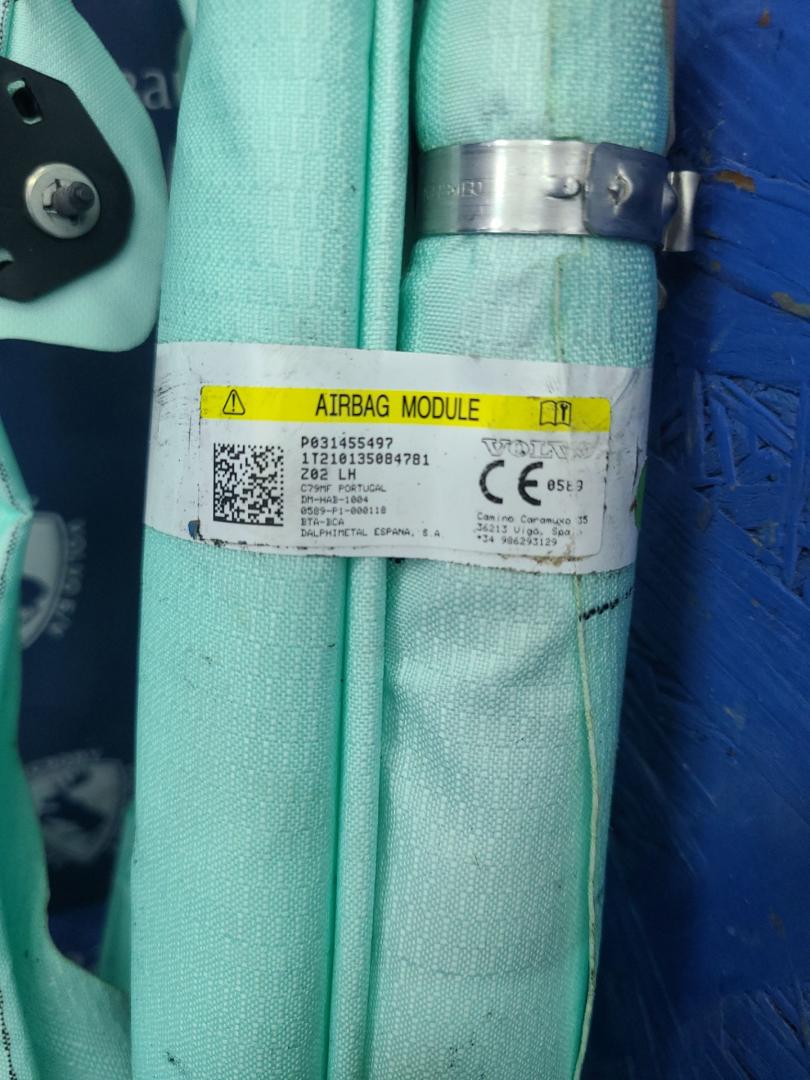 AIRBAG MODULE
P031455497
1T210135084781
Z02 LH
C79MF PORTUGAL
DM-HAB-1004
0589-P1-000118
BTA-BCA
DALPHIMETAL ESPANA, S.A.
VOLVO
CE 0589
Camino Caramuxo 35
36213 Vigo, Spa
+34 986293129